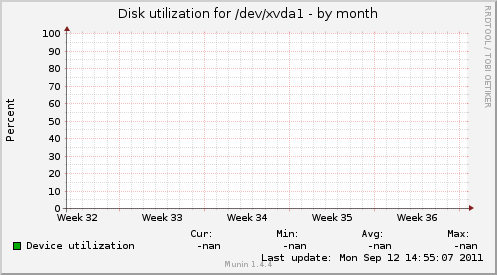 Disk utilization for /dev/xvda1 - by month
RRDTOOL / TOBI OETIKER
Percent
100
90
80
70
60
50
40
30
20
10
0
Week 32 Week 33 Week 34 Week 35 Week 36
Cur: Min: Avg: Max:
Device utilization -nan -nan -nan -nan
Last update: Mon Sep 12 14:55:07 2011
Munin 1.4.4